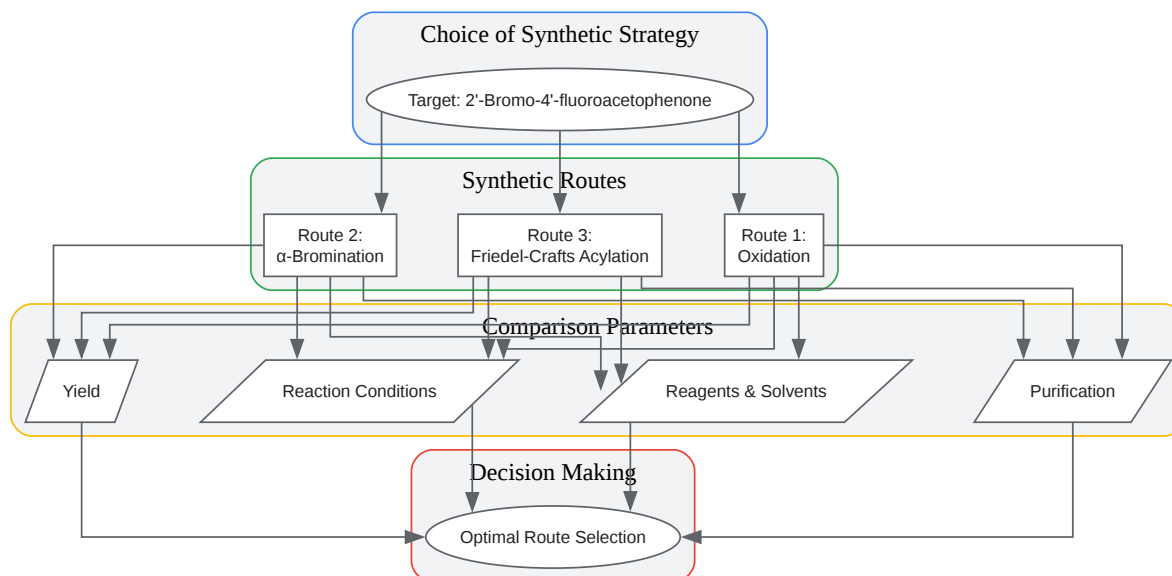 Choice of Synthetic Strategy
Target: 2'-Bromo-4'-fluoroacetophenone
Synthetic Routes
Route 2:
α-Bromination
Route 3:
Friedel-Crafts Acylation
Route 1:
Oxidation
Comparison Parameters
Yield
Reaction Conditions
Reagents & Solvents
Purification
Decision Making
Optimal Route Selection